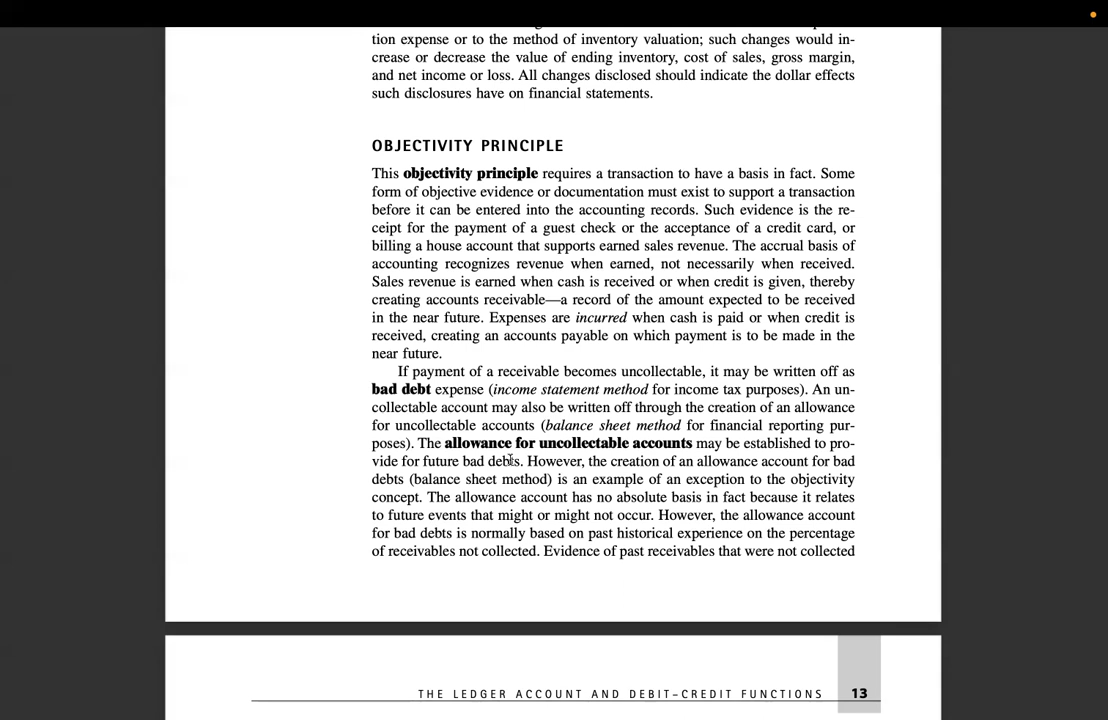 tion expense or to the method of inventory valuation; such changes would in-
crease or decrease the value of ending inventory, cost of sales, gross margin,
and net income or loss. All changes disclosed should indicate the dollar effects
such disclosures have on financial statements.
OBJECTIVITY PRINCIPLE
This objectivity principle requires a transaction to have a basis in fact. Some
form of objective evidence or documentation must exist to support a transaction
before it can be entered into the accounting records. Such evidence is the re-
ceipt for the payment of a guest check or the acceptance of a credit card, or
billing a house account that supports earned sales revenue. The accrual basis of
accounting recognizes revenue when earned, not necessarily when received.
Sales revenue is earned when cash is received or when credit is given, thereby
creating accounts receivable—a record of the amount expected to be received
in the near future. Expenses are incurred when cash is paid or when credit is
received, creating an accounts payable on which payment is to be made in the
near future.
If payment of a receivable becomes uncollectable, it may be written off as
bad debt expense (income statement method for income tax purposes). An un-
collectable account may also be written off through the creation of an allowance
for uncollectable accounts (balance sheet method for financial reporting pur-
poses). The allowance for uncollectable accounts may be established to pro-
vide for future bad debts. However, the creation of an allowance account for bad
debts (balance sheet method) is an example of an exception to the objectivity
concept. The allowance account has no absolute basis in fact because it relates
to future events that might or might not occur. However, the allowance account
for bad debts is normally based on past historical experience on the percentage
of receivables not collected. Evidence of past receivables that were not collected
THE LEDGER ACCOUNT AND DEBIT–CREDIT FUNCTIONS 13